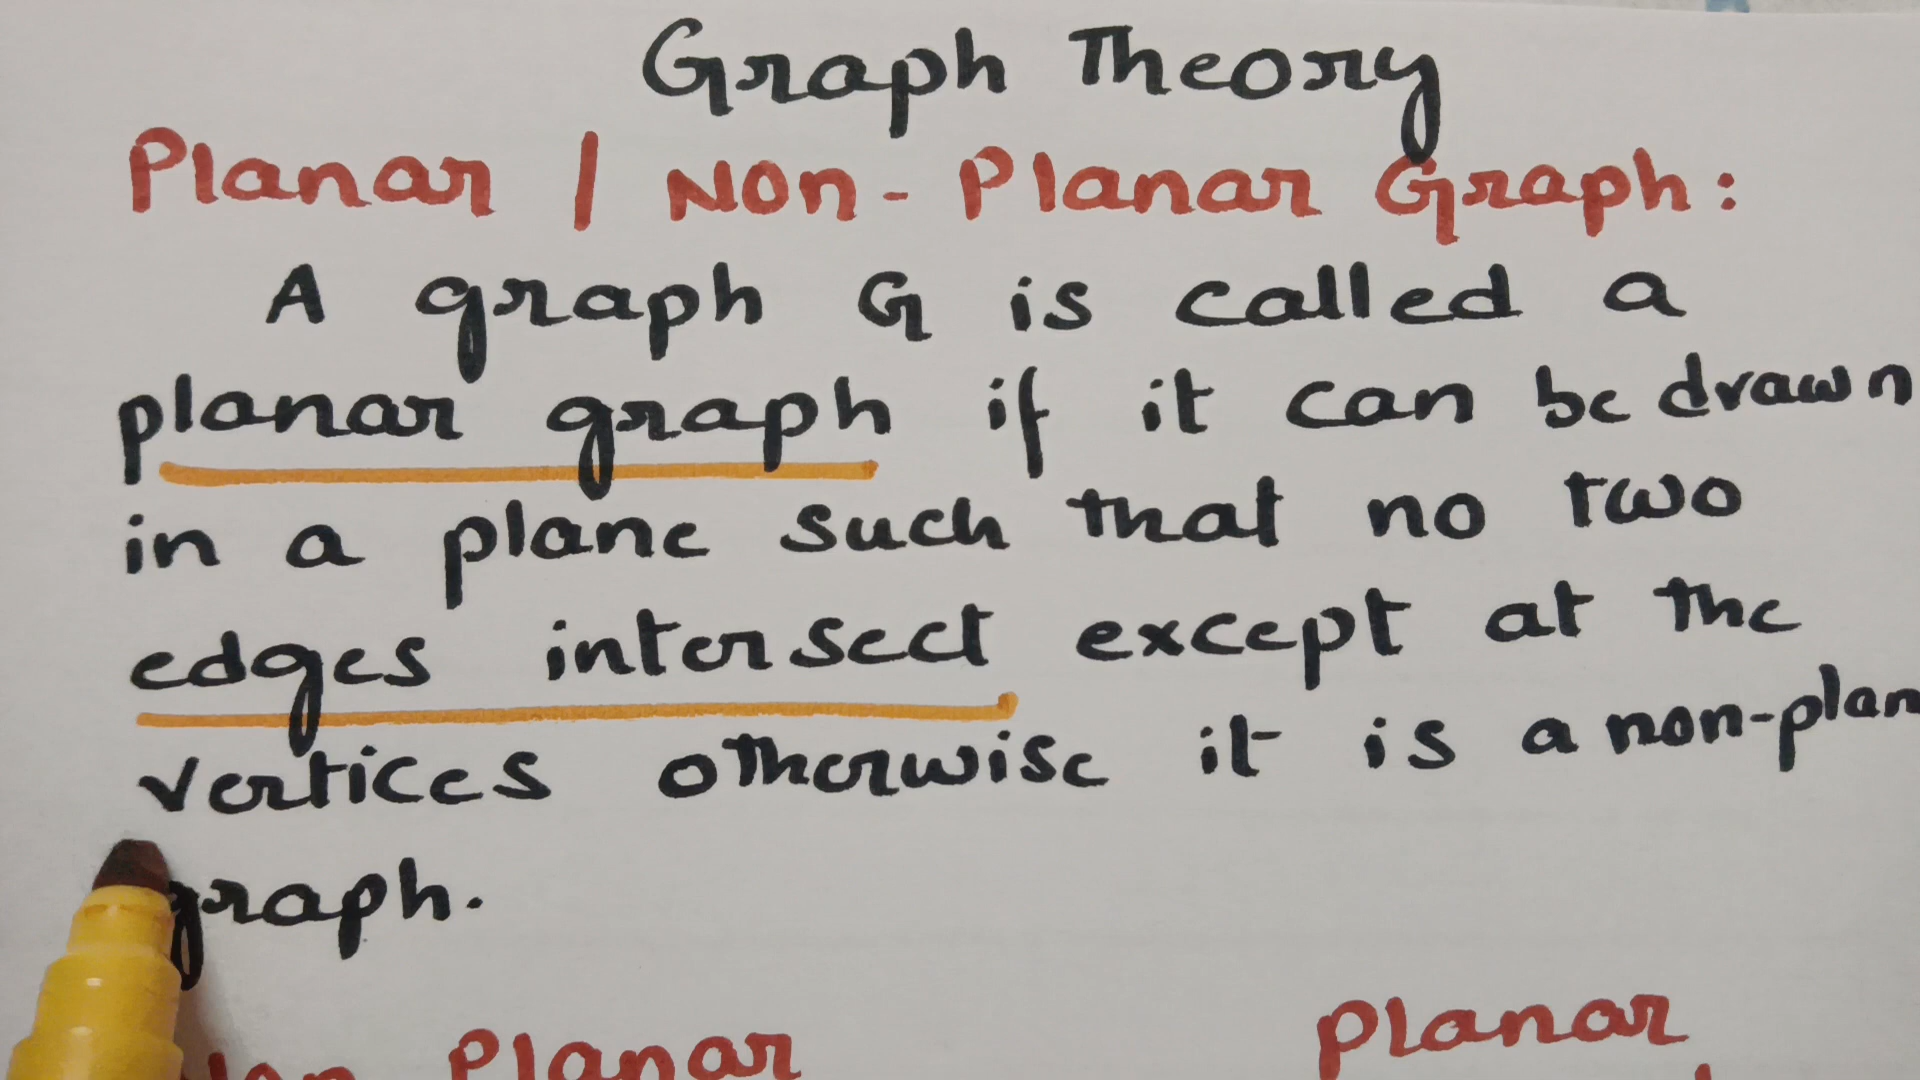 Graph Theory
Planar / Non-Planar Graph:
A graph G is called a
planar graph if it can be drawn
in a plane such that no two
edges intersect except at the
vertices otherwise it is a non-plan
graph.
Non Planar Planar